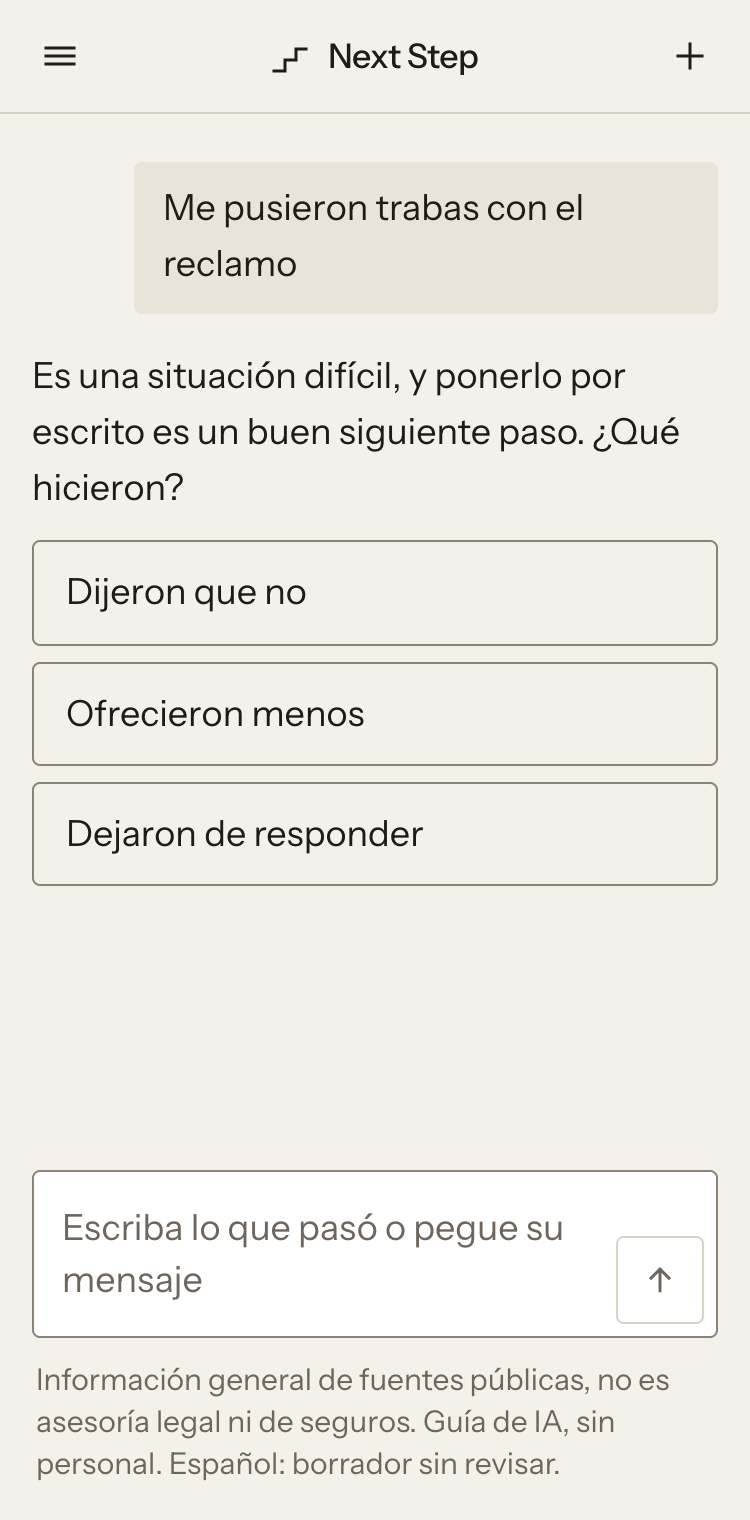 Next Step
Me pusieron trabas con el
reclamo
Es una situación difícil, y ponerlo por
escrito es un buen siguiente paso. ¿Qué
hicieron?
Dijeron que no
Ofrecieron menos
Dejaron de responder
Escriba lo que pasó o pegue su
mensaje
Información general de fuentes públicas, no es
asesoría legal ni de seguros. Guía de IA, sin
personal. Español: borrador sin revisar.